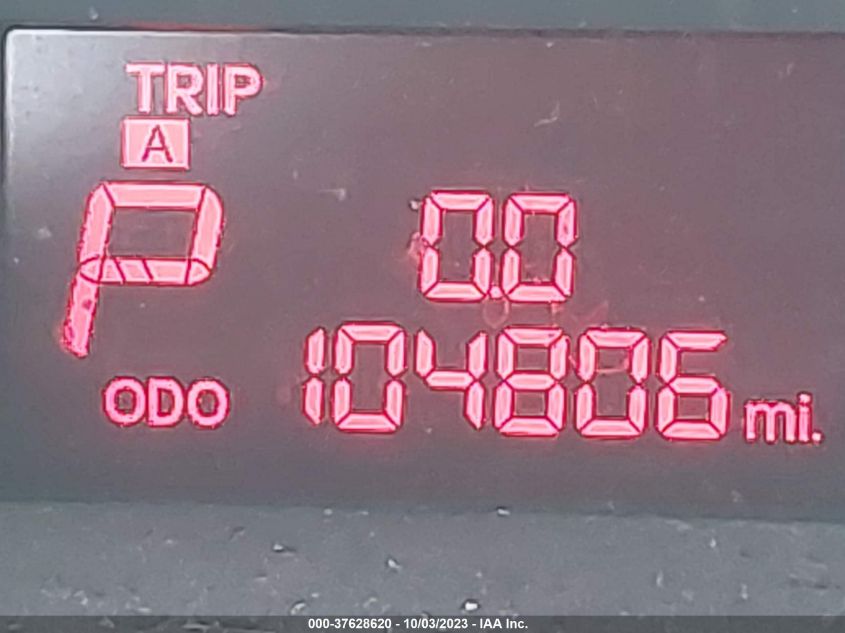 TRIP
A
P 0.0
ODO 104806 mi.
000-37628620 - 10/03/2023 - IAA Inc.